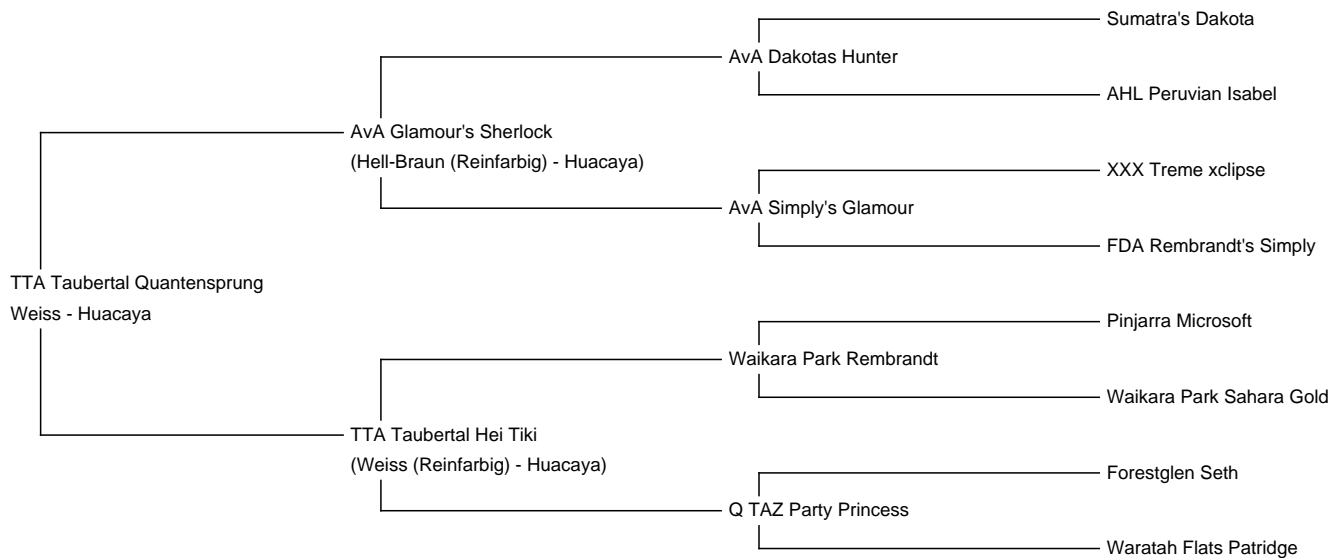 Sumatra's Dakota
AvA Dakotas Hunter
AHL Peruvian Isabel
AvA Glamour's Sherlock
(Hell-Braun (Reinfarbig) - Huacaya)
XXX Treme xclipse
AvA Simply's Glamour
FDA Rembrandt's Simply
TTA Taubertal Quantensprung
Weiss - Huacaya
Pinjarra Microsoft
Waikara Park Rembrandt
Waikara Park Sahara Gold
TTA Taubertal Hei Tiki
(Weiss (Reinfarbig) - Huacaya)
Forestglen Seth
Q TAZ Party Princess
Waratah Flats Patridge